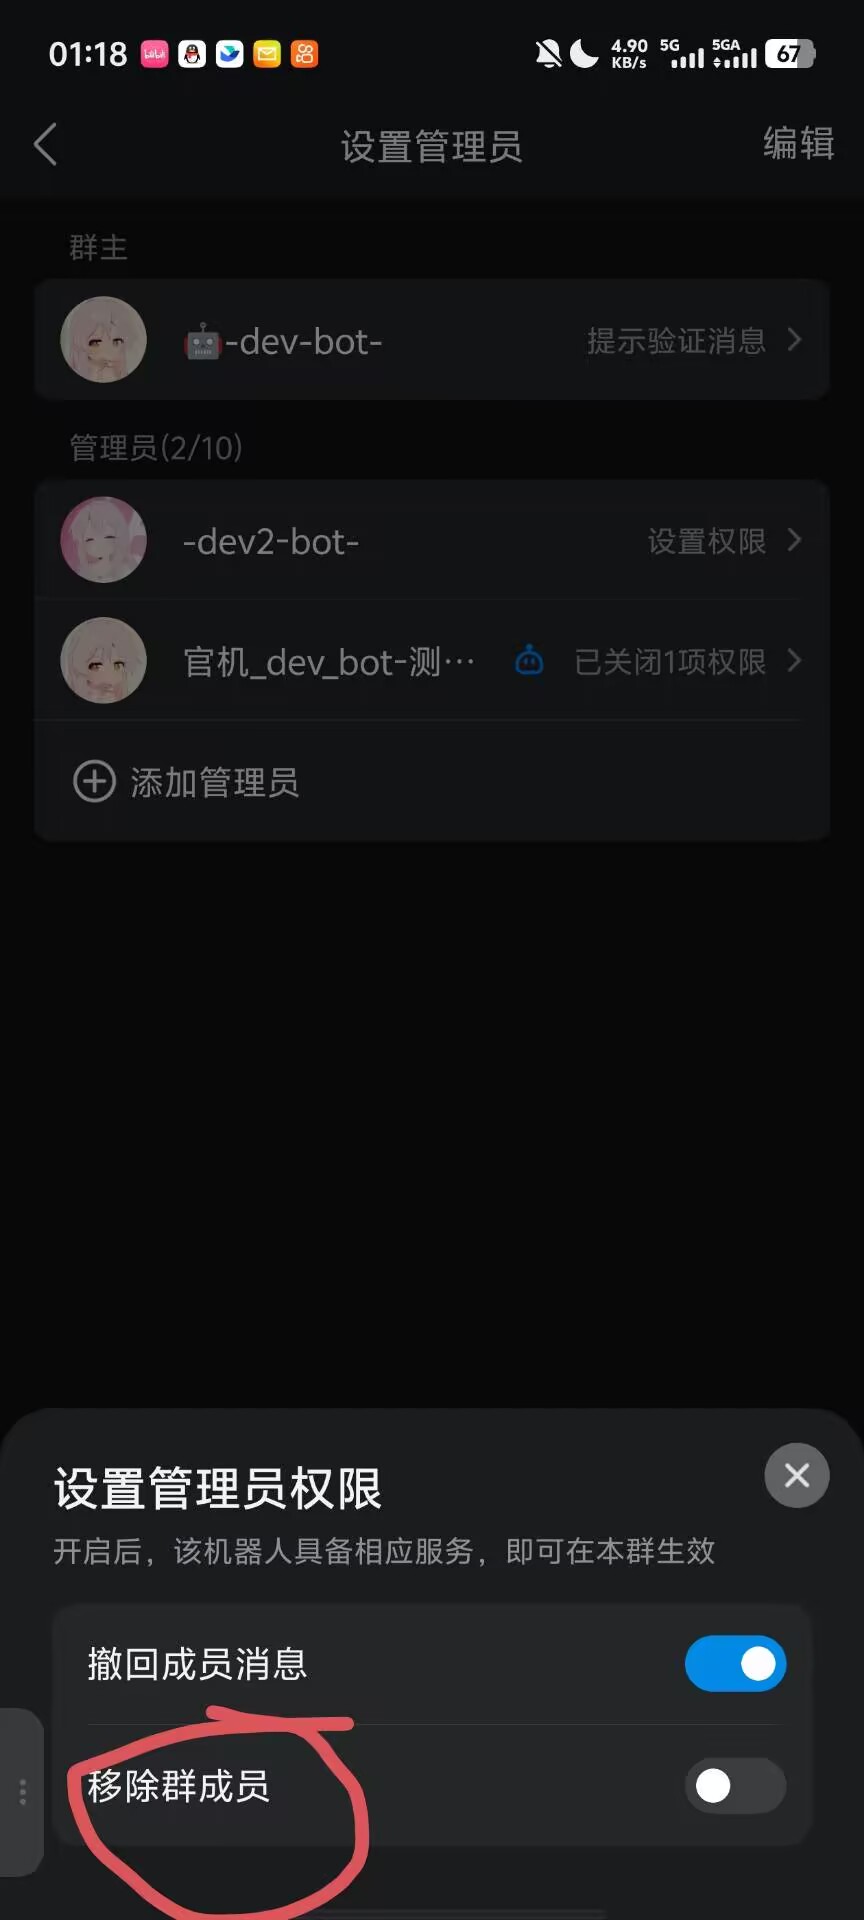 01:18 bilibili 4.90 KB/s 5G 5GA 67
设置管理员 编辑
群主
🤖-dev-bot- 提示验证消息
管理员(2/10)
-dev2-bot- 设置权限
官机_dev_bot-测… 已关闭1项权限
添加管理员
设置管理员权限
开启后，该机器人具备相应服务，即可在本群生效
撤回成员消息
移除群成员